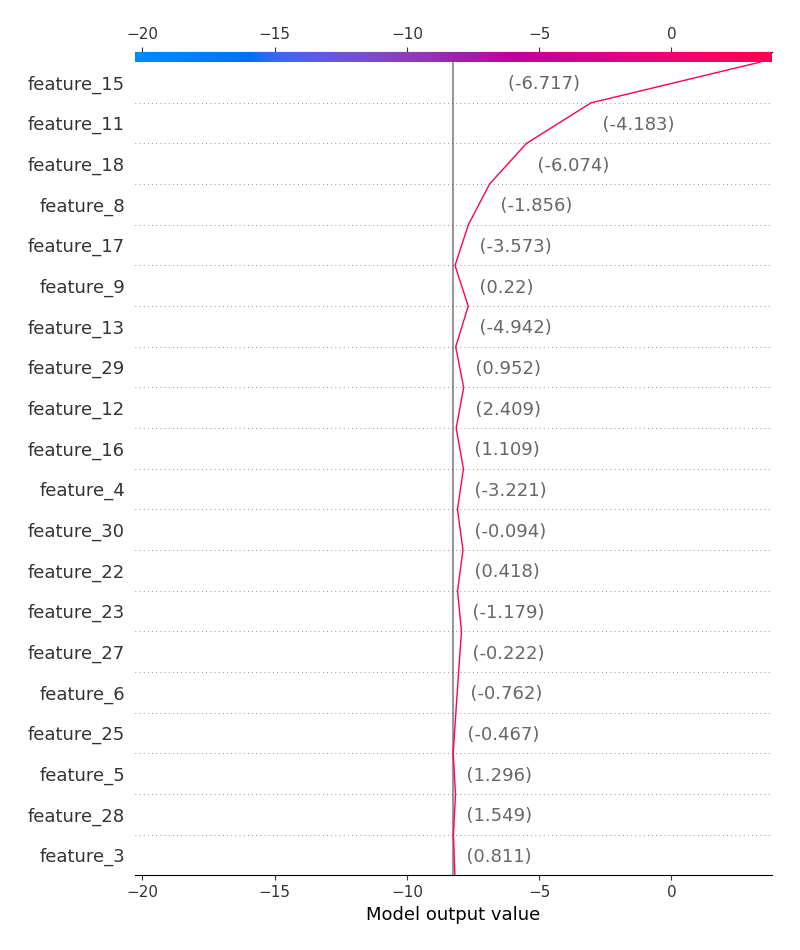 −20 −15 −10 −5 0
feature_15 (-6.717)
feature_11 (-4.183)
feature_18 (-6.074)
feature_8 (-1.856)
feature_17 (-3.573)
feature_9 (0.22)
feature_13 (-4.942)
feature_29 (0.952)
feature_12 (2.409)
feature_16 (1.109)
feature_4 (-3.221)
feature_30 (-0.094)
feature_22 (0.418)
feature_23 (-1.179)
feature_27 (-0.222)
feature_6 (-0.762)
feature_25 (-0.467)
feature_5 (1.296)
feature_28 (1.549)
feature_3 (0.811)
−20 −15 −10 −5 0
Model output value